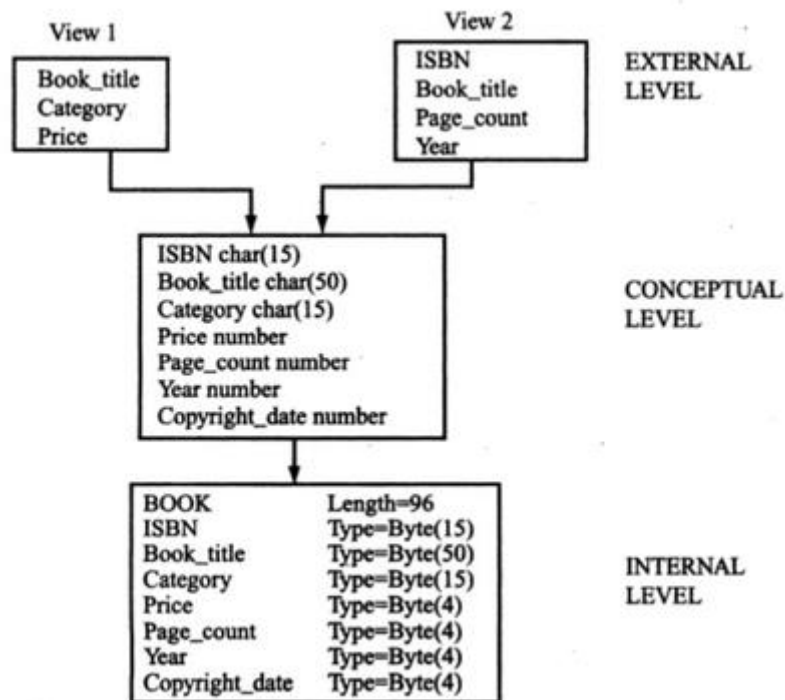 View 1
Book_title
Category
Price
View 2
ISBN
Book_title
Page_count
Year
EXTERNAL
LEVEL
ISBN char(15)
Book_title char(50)
Category char(15)
Price number
Page_count number
Year number
Copyright_date number
CONCEPTUAL
LEVEL
BOOK Length=96
ISBN Type=Byte(15)
Book_title Type=Byte(50)
Category Type=Byte(15)
Price Type=Byte(4)
Page_count Type=Byte(4)
Year Type=Byte(4)
Copyright_date Type=Byte(4)
INTERNAL
LEVEL